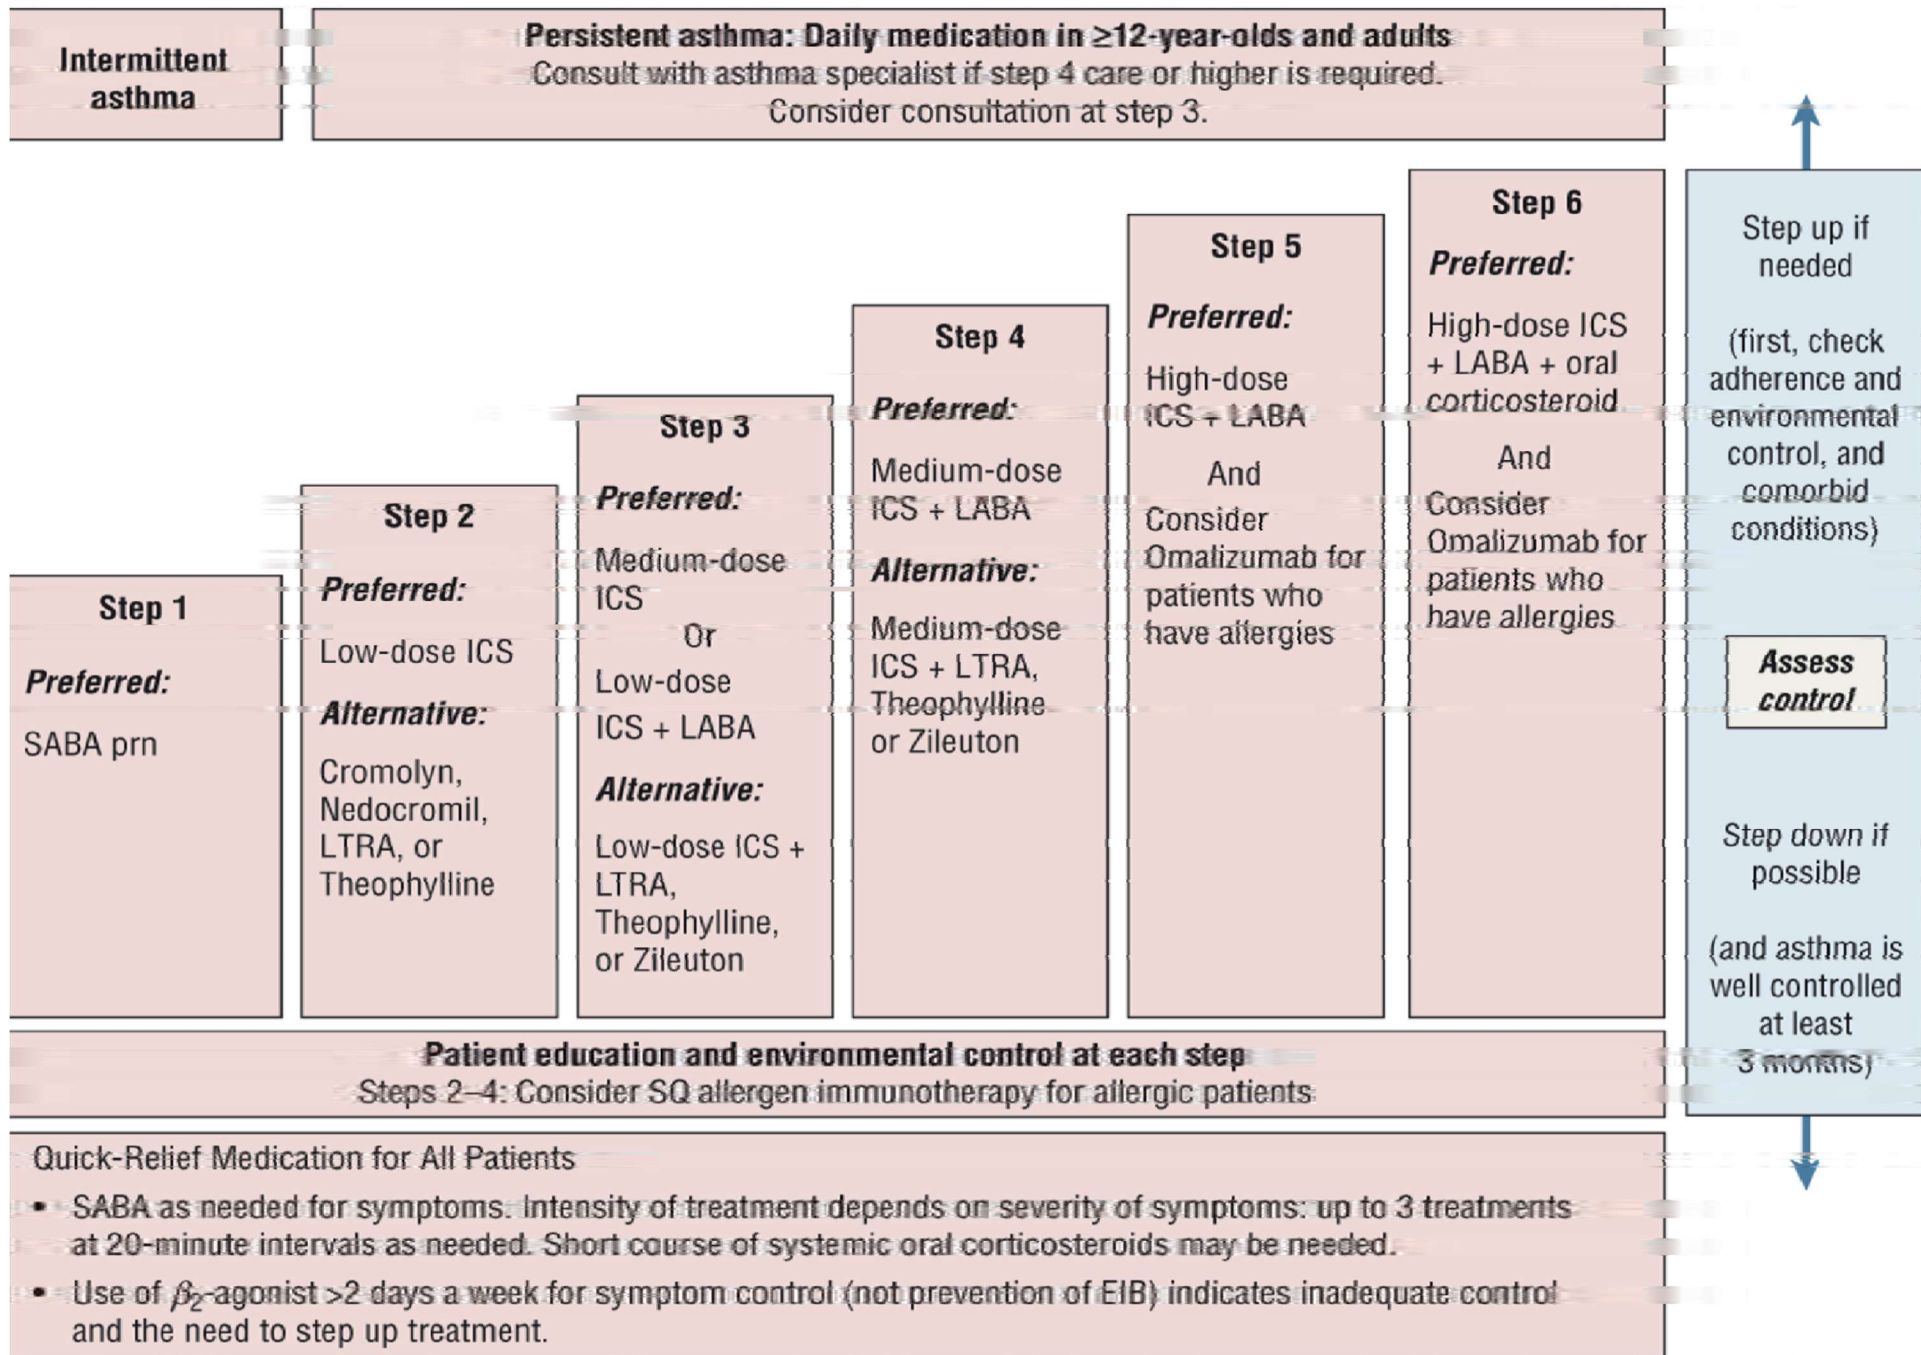 Intermittent
asthma
Persistent asthma: Daily medication in ≥12-year-olds and adults
Consult with asthma specialist if step 4 care or higher is required.
Consider consultation at step 3.
Step 1
Preferred:
SABA prn
Step 2
Preferred:
Low-dose ICS
Alternative:
Cromolyn,
Nedocromil,
LTRA, or
Theophylline
Step 3
Preferred:
Medium-dose
ICS
Or
Low-dose
ICS + LABA
Alternative:
Low-dose ICS +
LTRA,
Theophylline,
or Zileuton
Step 4
Preferred:
Medium-dose
ICS + LABA
Alternative:
Medium-dose
ICS + LTRA,
Theophylline
or Zileuton
Step 5
Preferred:
High-dose
ICS + LABA
And
Consider
Omalizumab for
patients who
have allergies
Step 6
Preferred:
High-dose ICS
+ LABA + oral
corticosteroid
And
Consider
Omalizumab for
patients who
have allergies
Step up if
needed
(first, check
adherence and
environmental
control, and
comorbid
conditions)
Assess
control
Step down if
possible
(and asthma is
well controlled
at least
3 months)
Patient education and environmental control at each step
Steps 2–4: Consider SQ allergen immunotherapy for allergic patients
Quick-Relief Medication for All Patients
• SABA as needed for symptoms. Intensity of treatment depends on severity of symptoms: up to 3 treatments
at 20-minute intervals as needed. Short course of systemic oral corticosteroids may be needed.
• Use of β₂-agonist >2 days a week for symptom control (not prevention of EIB) indicates inadequate control
and the need to step up treatment.